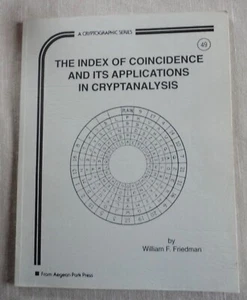 A CRYPTOGRAPHIC SERIES
49
THE INDEX OF COINCIDENCE
AND ITS APPLICATIONS
IN CRYPTANALYSIS
PLAIN
by
William F. Friedman
From Aegean Park Press